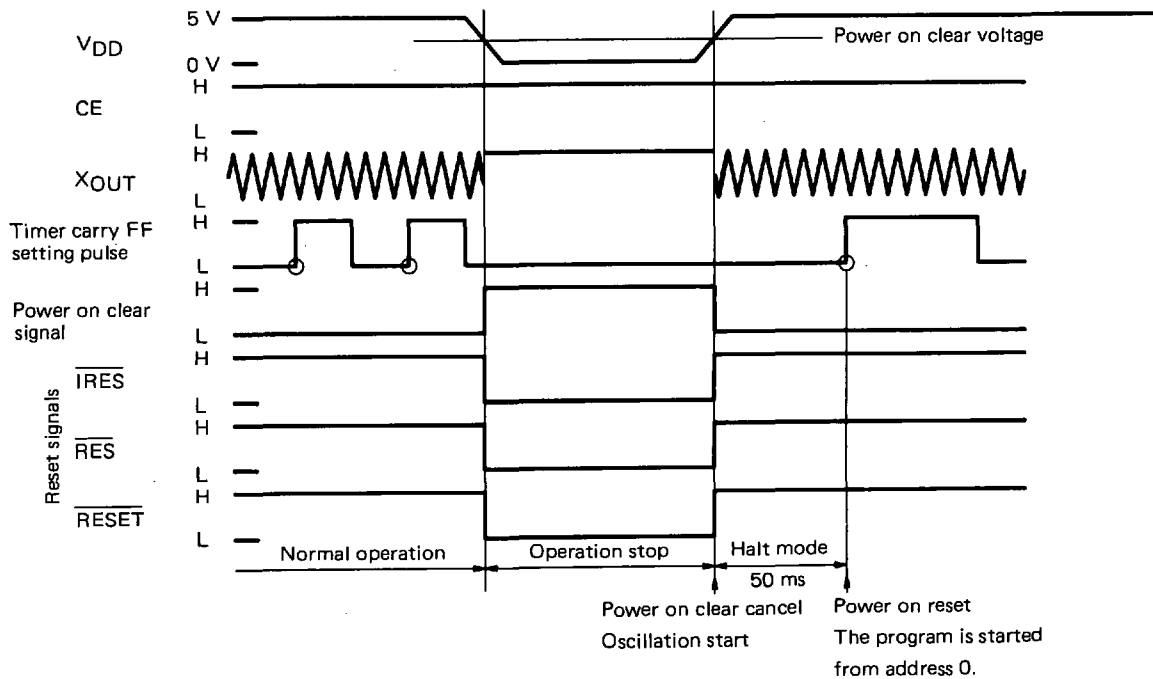 5 V
VDD
Power on clear voltage
0 V
H
CE
L
H
XOUT
L
H
Timer carry FF
setting pulse
L
H
Power on clear
signal
L
H
IRES
L
H
Reset signals
RES
L
H
RESET
L
Normal operation
Operation stop
Halt mode
50 ms
Power on clear cancel
Oscillation start
Power on reset
The program is started
from address 0.